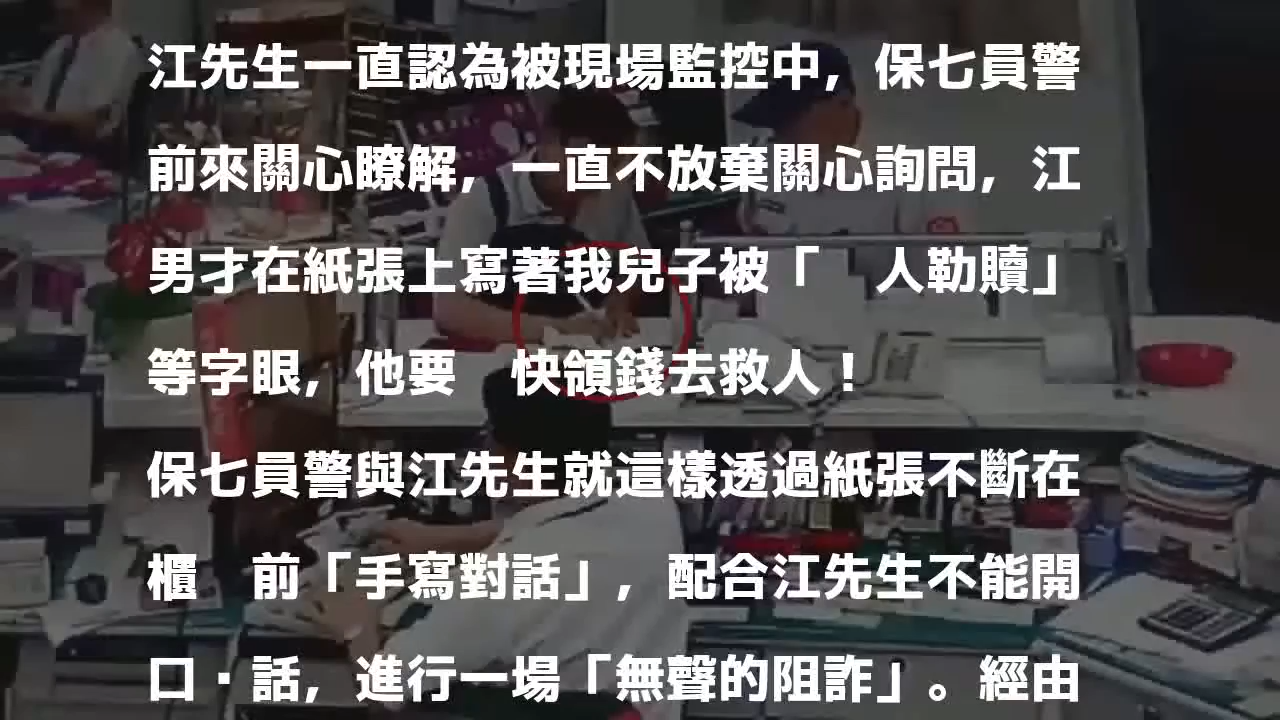 江先生一直認為被現場監控中，保七員警
前來關心瞭解，一直不放棄關心詢問，江
男才在紙張上寫著我兒子被「　人勒贖」
等字眼，他要　快領錢去救人！
保七員警與江先生就這樣透過紙張不斷在
櫃　前「手寫對話」，配合江先生不能開
口．話，進行一場「無聲的阻詐」。經由